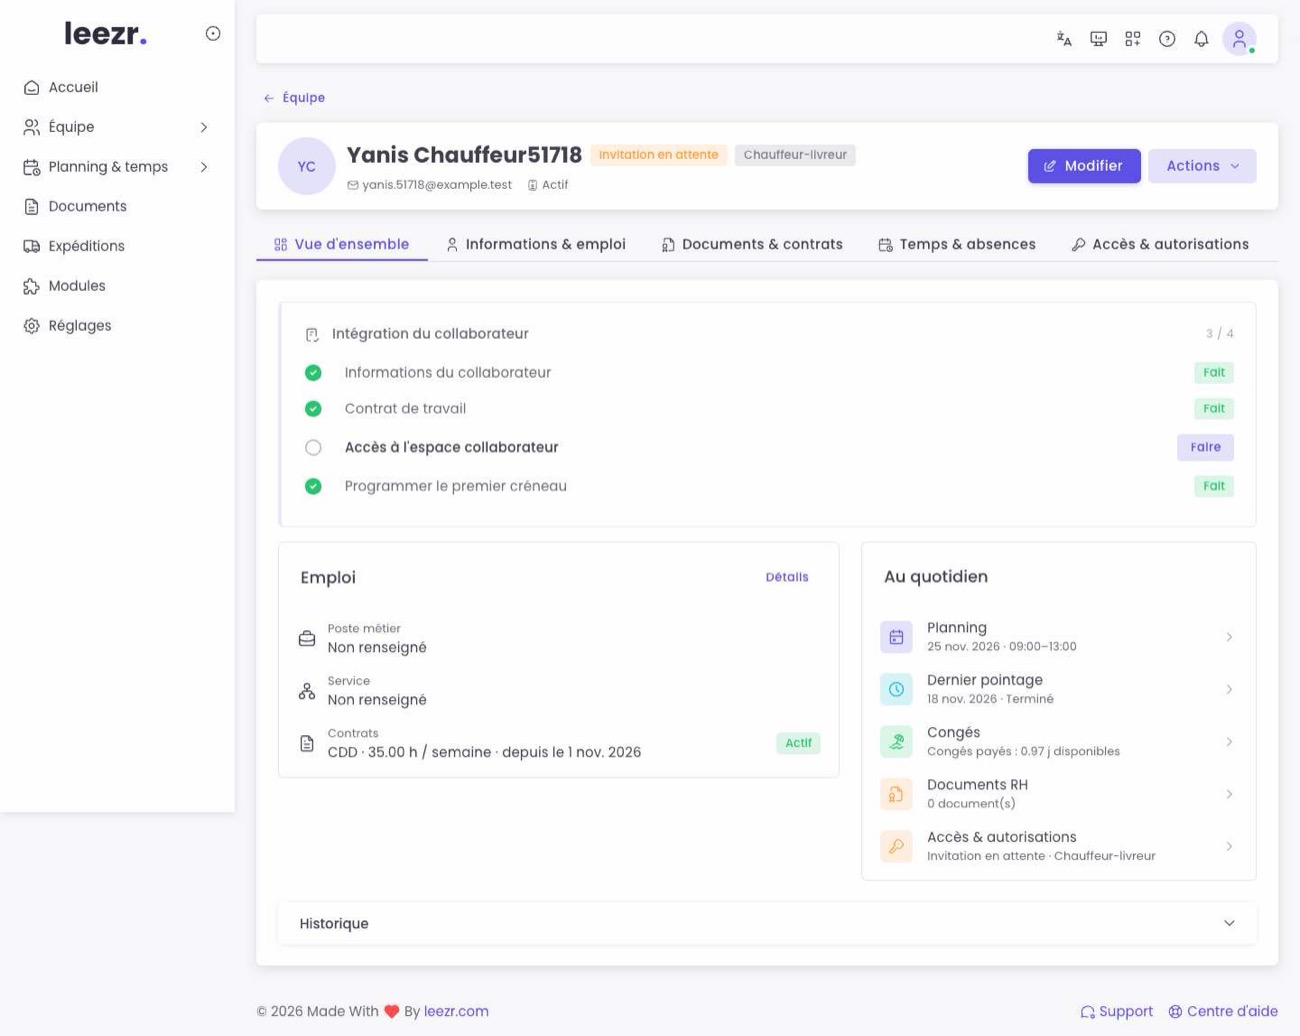 leezr.
Accueil
Équipe
Planning & temps
Documents
Expéditions
Modules
Réglages
← Équipe
YC
Yanis Chauffeur51718
Invitation en attente
Chauffeur-livreur
yanis.51718@example.test
Actif
Modifier
Actions
Vue d'ensemble
Informations & emploi
Documents & contrats
Temps & absences
Accès & autorisations
Intégration du collaborateur
3 / 4
Informations du collaborateur
Fait
Contrat de travail
Fait
Accès à l'espace collaborateur
Faire
Programmer le premier créneau
Fait
Emploi
Détails
Poste métier
Non renseigné
Service
Non renseigné
Contrats
CDD · 35.00 h / semaine · depuis le 1 nov. 2026
Actif
Au quotidien
Planning
25 nov. 2026 · 09:00–13:00
Dernier pointage
18 nov. 2026 · Terminé
Congés
Congés payés : 0.97 j disponibles
Documents RH
0 document(s)
Accès & autorisations
Invitation en attente · Chauffeur-livreur
Historique
© 2026 Made With ❤ By leezr.com
Support
Centre d'aide